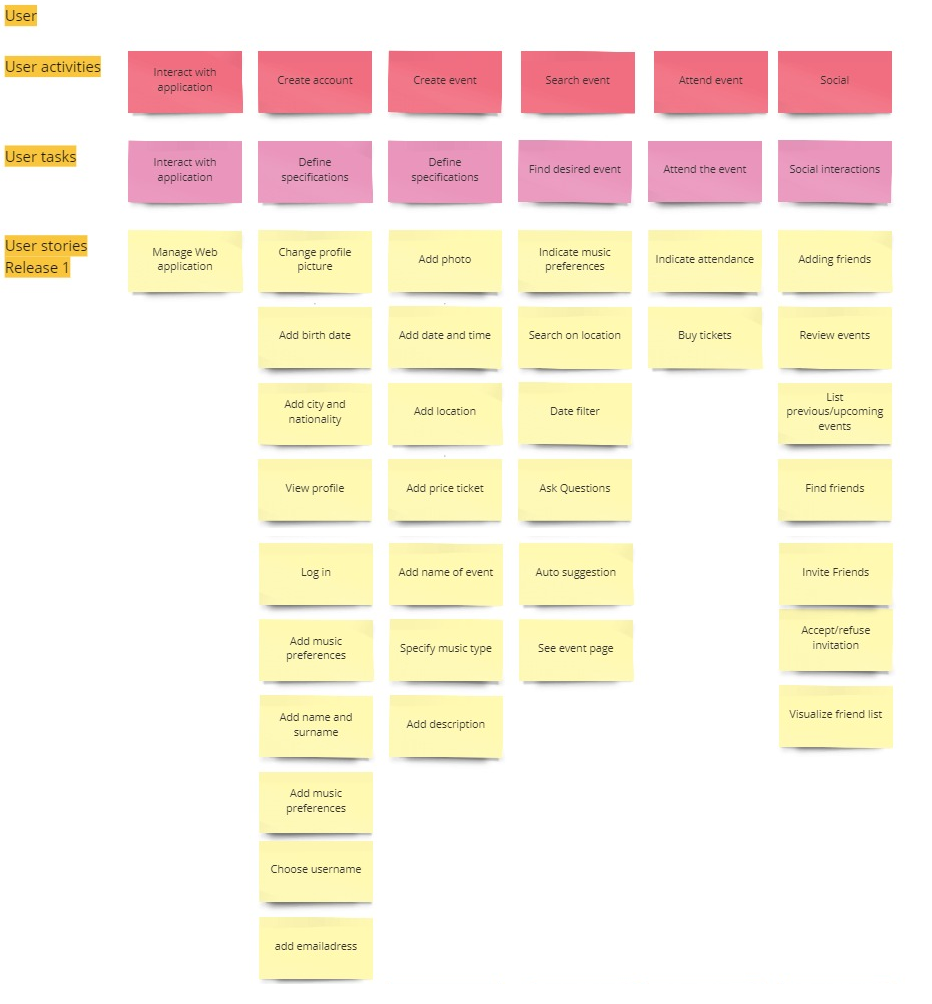 User
User activities
Interact with
application
Create account
Create event
Search event
Attend event
Social
User tasks
Interact with
application
Define
specifications
Define
specifications
Find desired event
Attend the event
Social interactions
User stories
Release 1
Manage Web
application
Change profile
picture
Add photo
Indicate music
preferences
Indicate attendance
Adding friends
Add birth date
Add date and time
Search on location
Buy tickets
Review events
Add city and
nationality
Add location
Date filter
List
previous/upcoming
events
View profile
Add price ticket
Ask Questions
Find friends
Log in
Add name of event
Auto suggestion
Invite Friends
Add music
preferences
Specify music type
See event page
Accept/refuse
invitation
Add name and
surname
Add description
Visualize friend list
Add music
preferences
Choose username
add emailadress